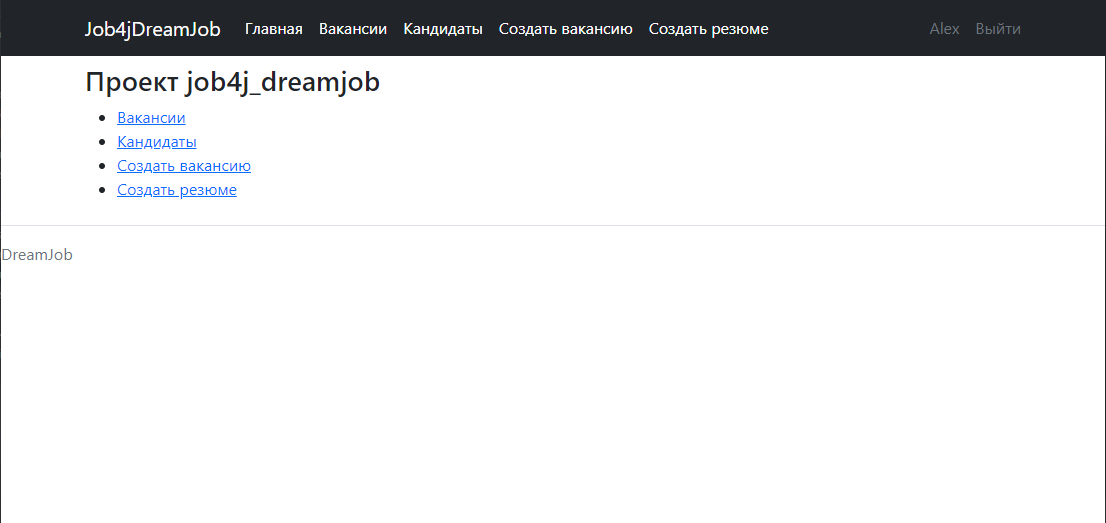 Job4jDreamJob Главная Вакансии Кандидаты Создать вакансию Создать резюме Alex Выйти
Проект job4j_dreamjob
Вакансии
Кандидаты
Создать вакансию
Создать резюме
DreamJob